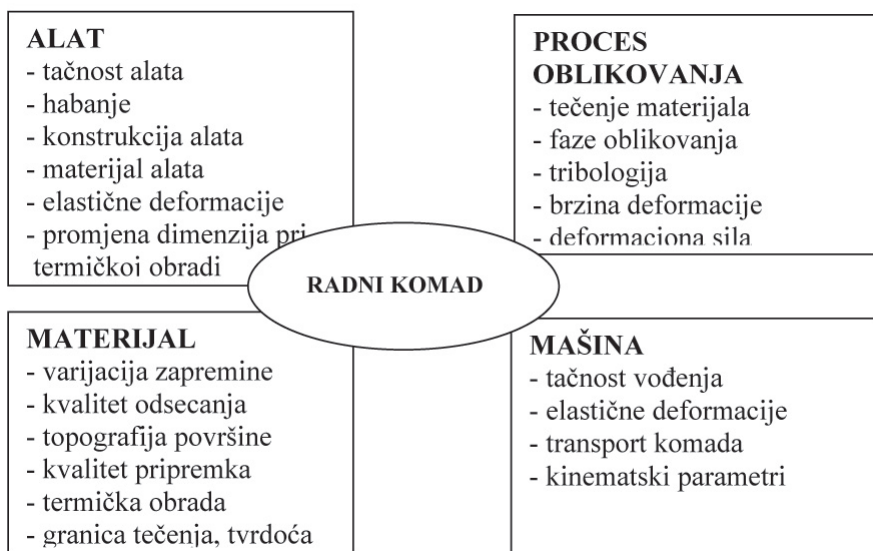 ALAT
- tačnost alata
- habanje
- konstrukcija alata
- materijal alata
- elastične deformacije
- promjena dimenzija pri
termičkoj obradi
PROCES
OBLIKOVANJA
- tečenje materijala
- faze oblikovanja
- tribologija
- brzina deformacije
- deformaciona sila
RADNI KOMAD
MATERIJAL
- varijacija zapremine
- kvalitet odsecanja
- topografija površine
- kvalitet pripremka
- termička obrada
- granica tečenja, tvrdoća
MAŠINA
- tačnost vođenja
- elastične deformacije
- transport komada
- kinematski parametri